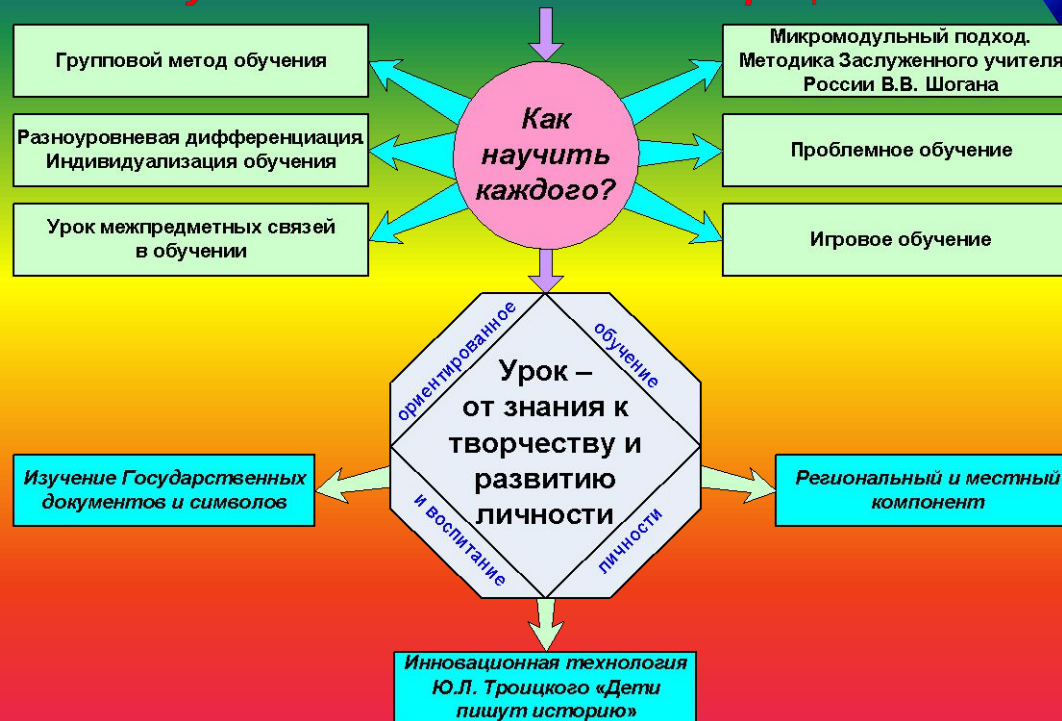 Групповой метод обучения
Разноуровневая дифференциация.
Индивидуализация обучения
Урок межпредметных связей
в обучении
Как
научить
каждого?
Микромодульный подход.
Методика Заслуженного учителя
России В.В. Шогана
Проблемное обучение
Игровое обучение
ориентированное
обучение
Урок –
от знания к
творчеству и
развитию
личности
и воспитание
личности
Изучение Государственных
документов и символов
Региональный и местный
компонент
Инновационная технология
Ю.Л. Троицкого «Дети
пишут историю»